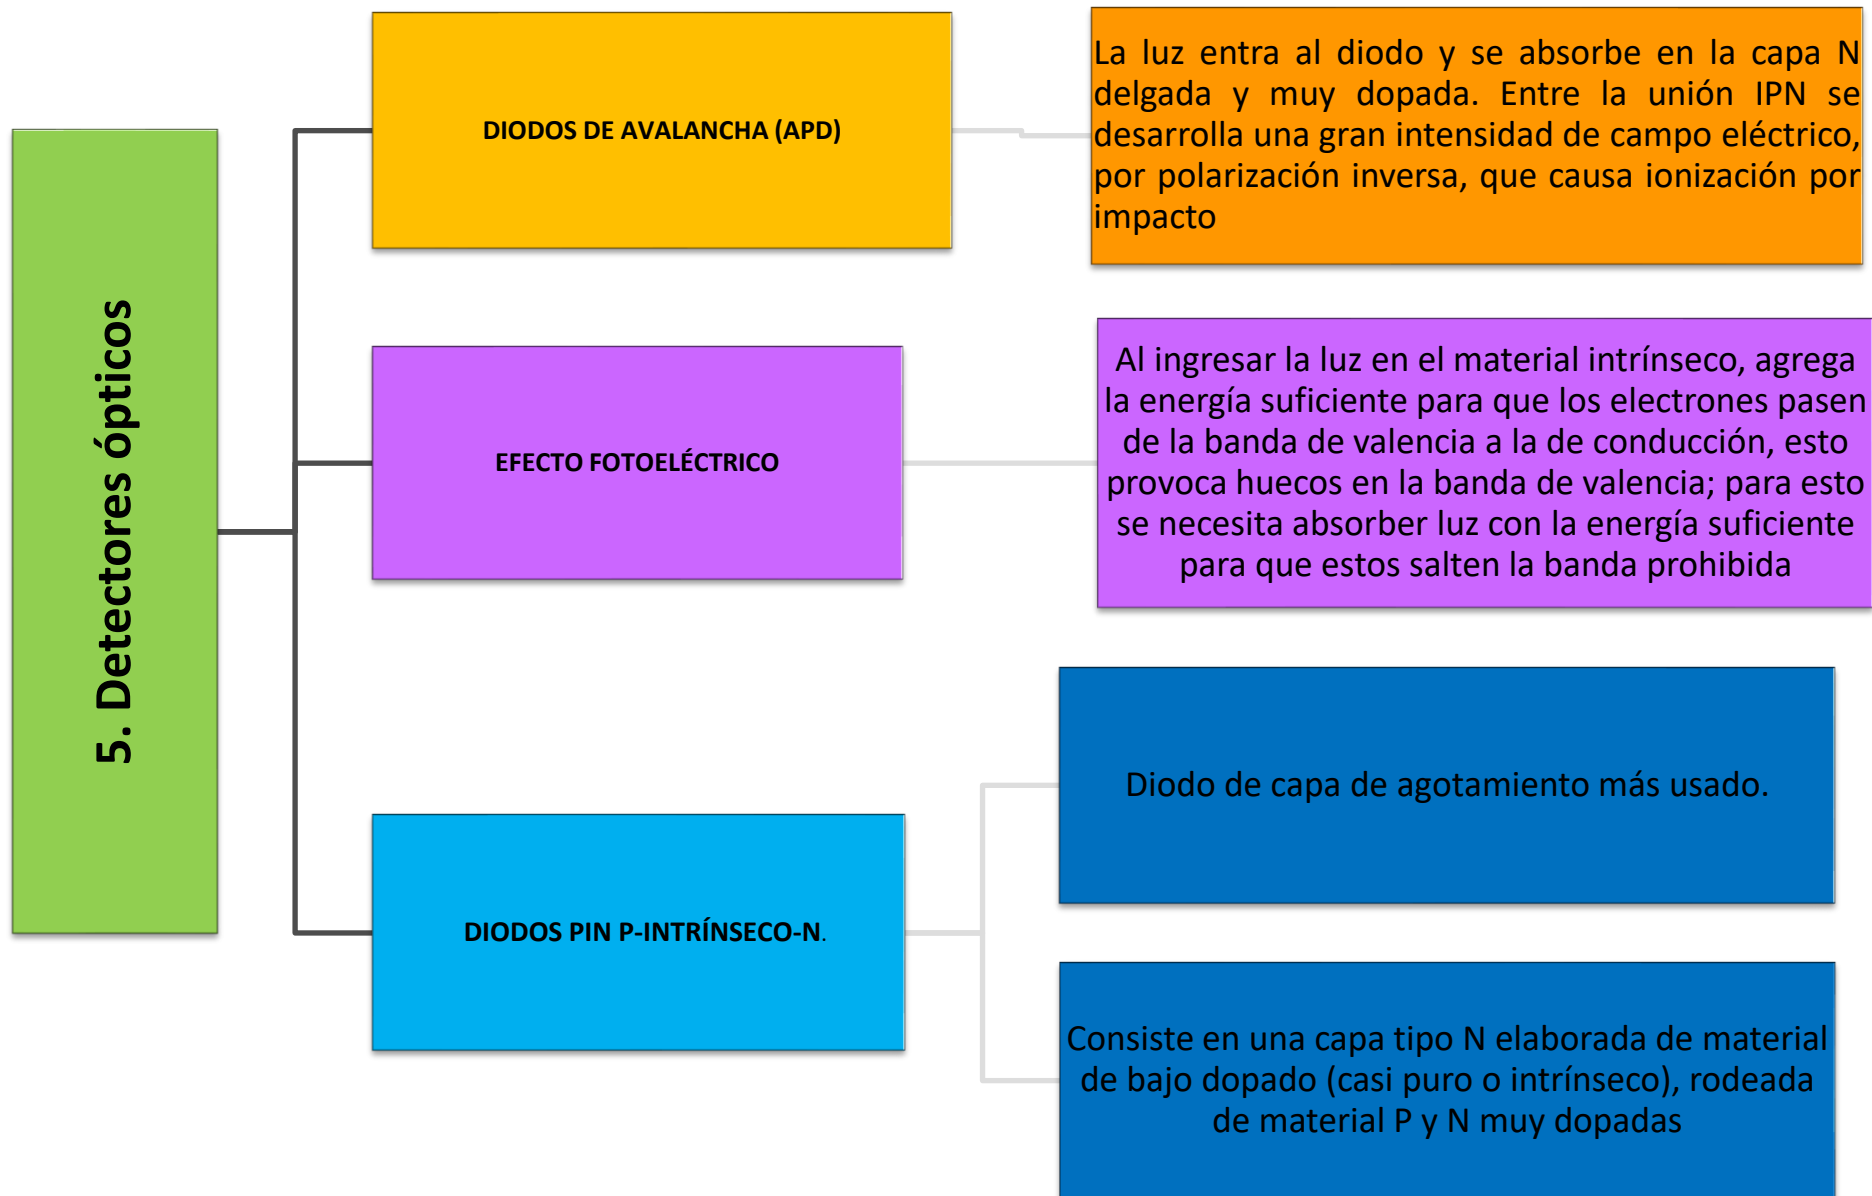 5. Detectores ópticos
DIODOS DE AVALANCHA (APD)
La luz entra al diodo y se absorbe en la capa N
delgada y muy dopada. Entre la unión IPN se
desarrolla una gran intensidad de campo eléctrico,
por polarización inversa, que causa ionización por
impacto
EFECTO FOTOELÉCTRICO
Al ingresar la luz en el material intrínseco, agrega
la energía suficiente para que los electrones pasen
de la banda de valencia a la de conducción, esto
provoca huecos en la banda de valencia; para esto
se necesita absorber luz con la energía suficiente
para que estos salten la banda prohibida
DIODOS PIN P-INTRÍNSECO-N.
Diodo de capa de agotamiento más usado.
Consiste en una capa tipo N elaborada de material
de bajo dopado (casi puro o intrínseco), rodeada
de material P y N muy dopadas